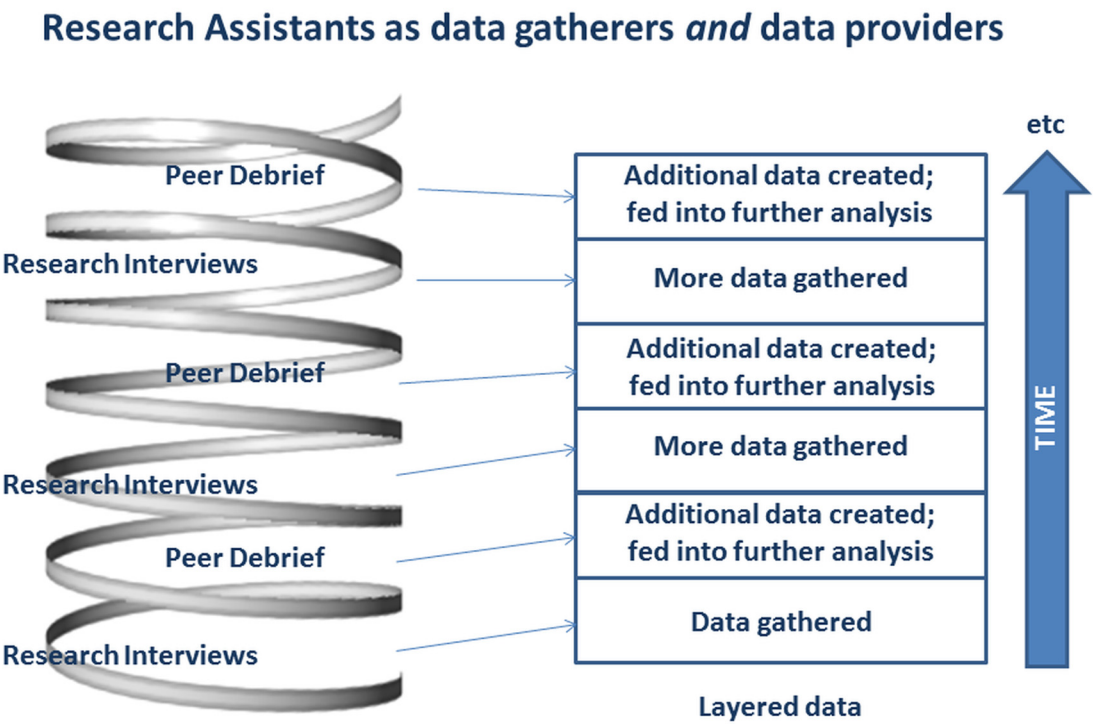 Research Assistants as data gatherers and data providers
etc
Peer Debrief
Additional data created;
fed into further analysis
Research Interviews
More data gathered
Peer Debrief
Additional data created;
fed into further analysis
TIME
Research Interviews
More data gathered
Peer Debrief
Additional data created;
fed into further analysis
Research Interviews
Data gathered
Layered data